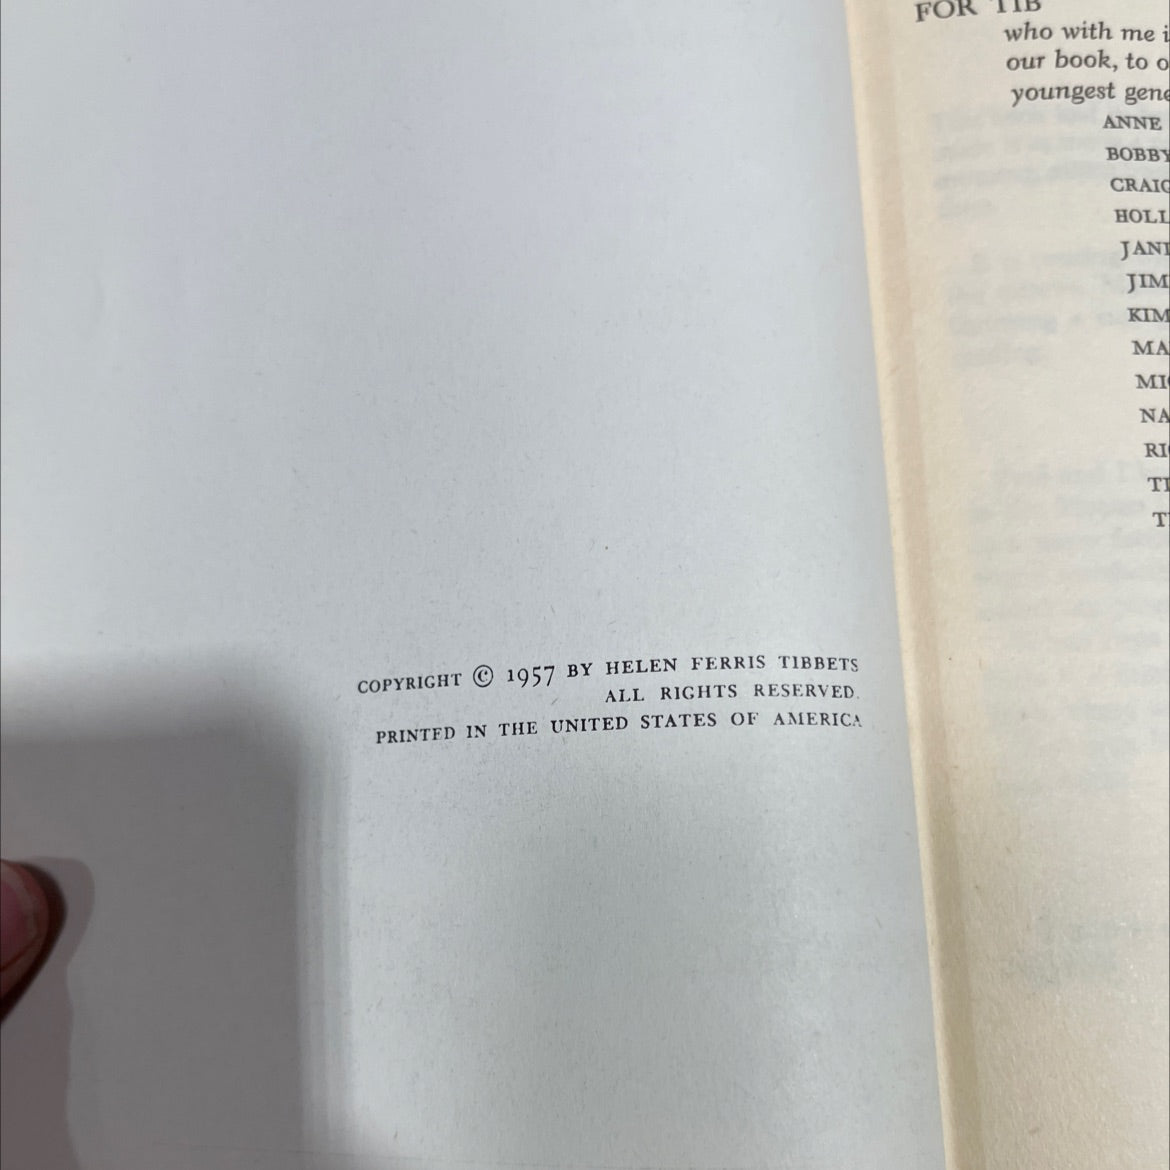 COPYRIGHT © 1957 BY HELEN FERRIS TIBBETS
ALL RIGHTS RESERVED.
PRINTED IN THE UNITED STATES OF AMERICA
FOR TIB
who with me i
our book, to o
youngest gene
ANNE
BOBBY
CRAIG
HOLL
JANI
JIM
KIM
MA
MI
NA
RI
TI
T